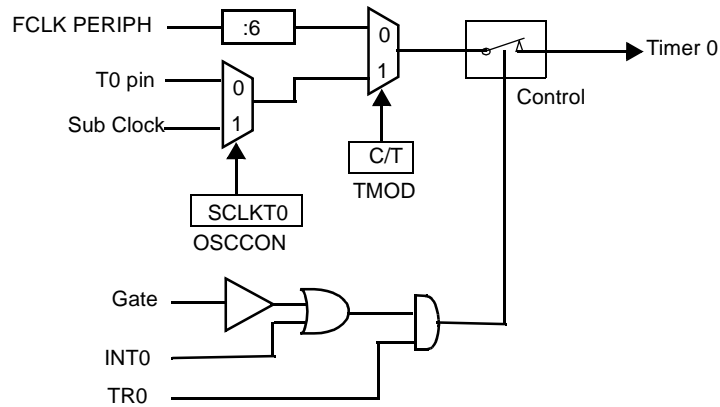 FCLK PERIPH
:6
0
1
Timer 0
T0 pin
0
Sub Clock
1
Control
C/T
TMOD
SCLKT0
OSCCON
Gate
INT0
TR0